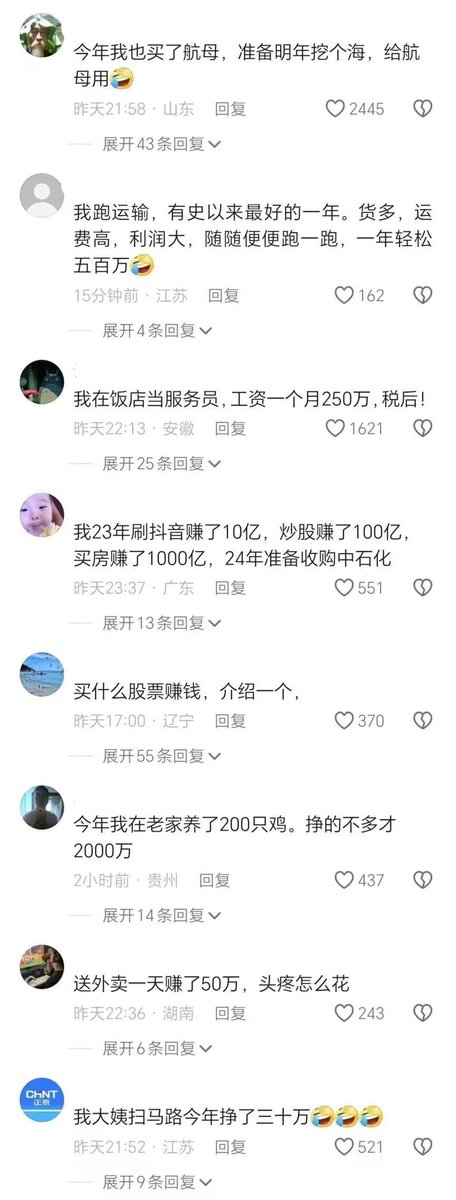 今年我也买了航母，准备明年挖个海，给航
母用🤣
昨天21:58 · 山东 回复 2445
展开43条回复
我跑运输，有史以来最好的一年。货多，运
费高，利润大，随随便便跑一跑，一年轻松
五百万🤣
15分钟前 · 江苏 回复 162
展开4条回复
我在饭店当服务员,工资一个月250万,税后!
昨天22:13 · 安徽 回复 1621
展开25条回复
我23年刷抖音赚了10亿，炒股赚了100亿，
买房赚了1000亿，24年准备收购中石化
昨天23:37 · 广东 回复 551
展开13条回复
买什么股票赚钱，介绍一个，
昨天17:00 · 辽宁 回复 370
展开55条回复
今年我在老家养了200只鸡。挣的不多才
2000万
2小时前 · 贵州 回复 437
展开14条回复
送外卖一天赚了50万，头疼怎么花
昨天22:36 · 湖南 回复 243
展开6条回复
CHNT
正泰
我大姨扫马路今年挣了三十万🤣🤣🤣
昨天21:52 · 江苏 回复 521
展开9条回复